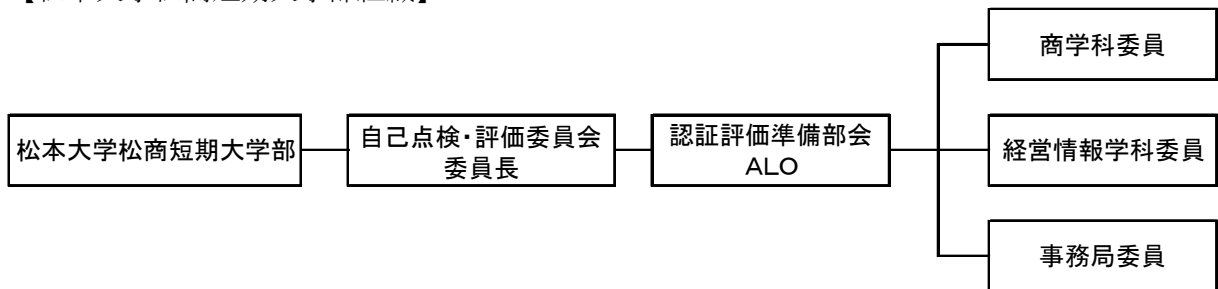 商学科委員
松本大学松商短期大学部
自己点検・評価委員会
委員長
認証評価準備部会
ALO
経営情報学科委員
事務局委員